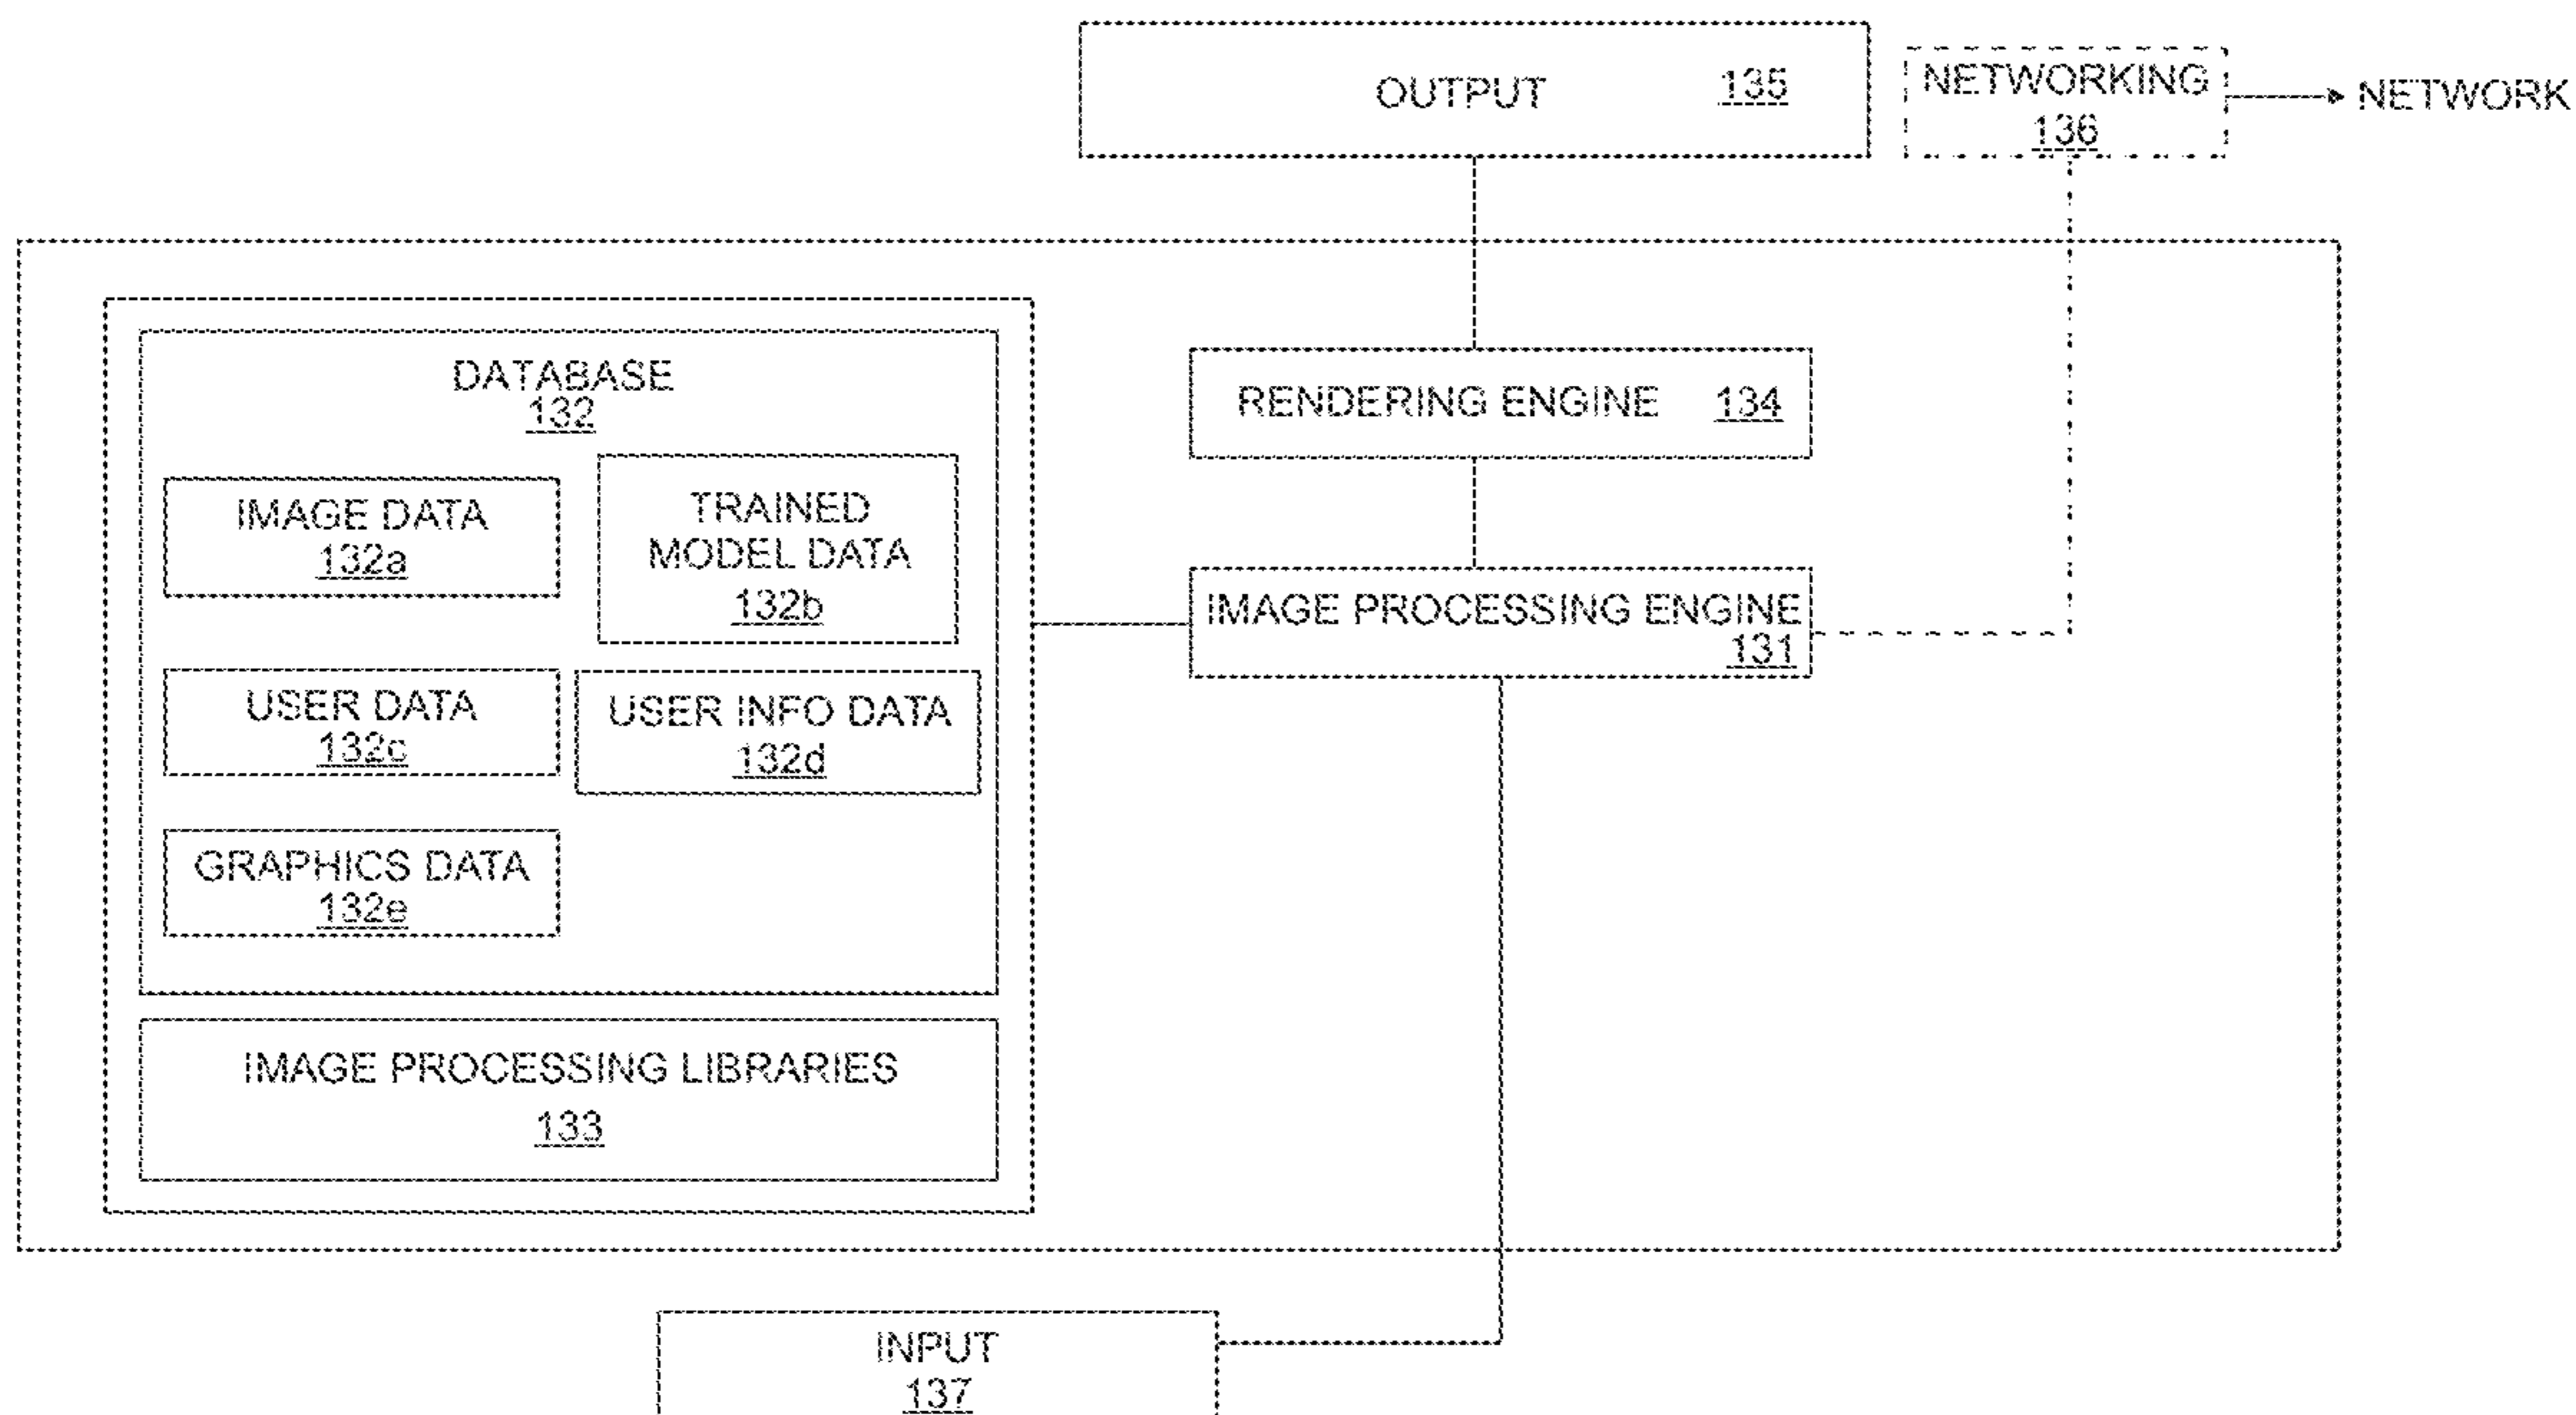 OUTPUT 135
NETWORKING
136
NETWORK
DATABASE
132
IMAGE DATA
132a
TRAINED
MODEL DATA
132b
USER DATA
132c
USER INFO DATA
132d
GRAPHICS DATA
132e
IMAGE PROCESSING LIBRARIES
133
RENDERING ENGINE 134
IMAGE PROCESSING ENGINE
131
INPUT
137